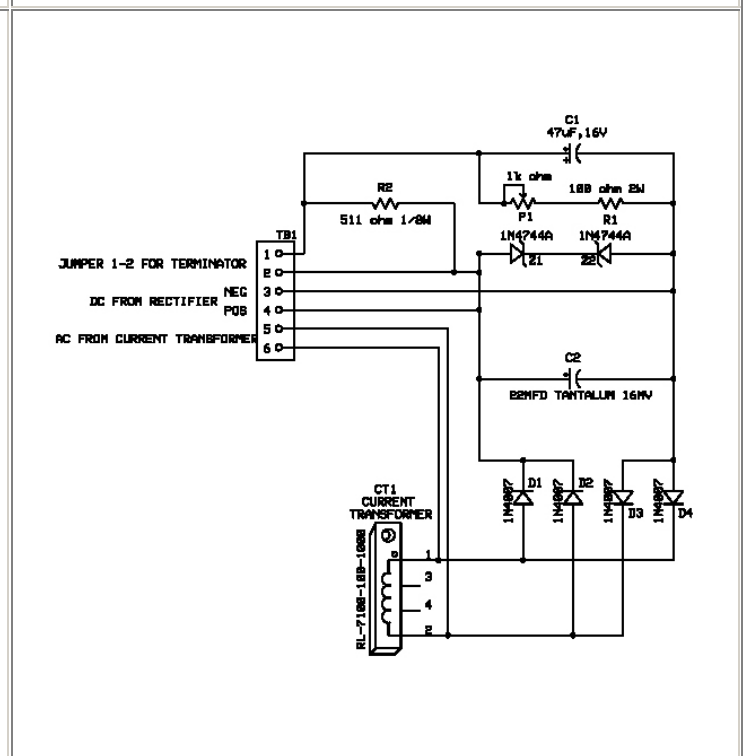 C1
47uF,16V
1k ohm
100 ohm 2W
R2
P1
R1
511 ohm 1/8W
1N4744A
1N4744A
TB1
Z1
Z2
1
JUMPER 1-2 FOR TERMINATOR
2
NEG
3
DC FROM RECTIFIER
POS
4
5
AC FROM CURRENT TRANSFORMER
6
C2
22MFD TANTALUM 16MV
1N4007
D1
1N4007
D2
1N4007
D3
1N4007
D4
CT1
CURRENT
TRANSFORMER
RL-7100-100-1000
1
3
4
2